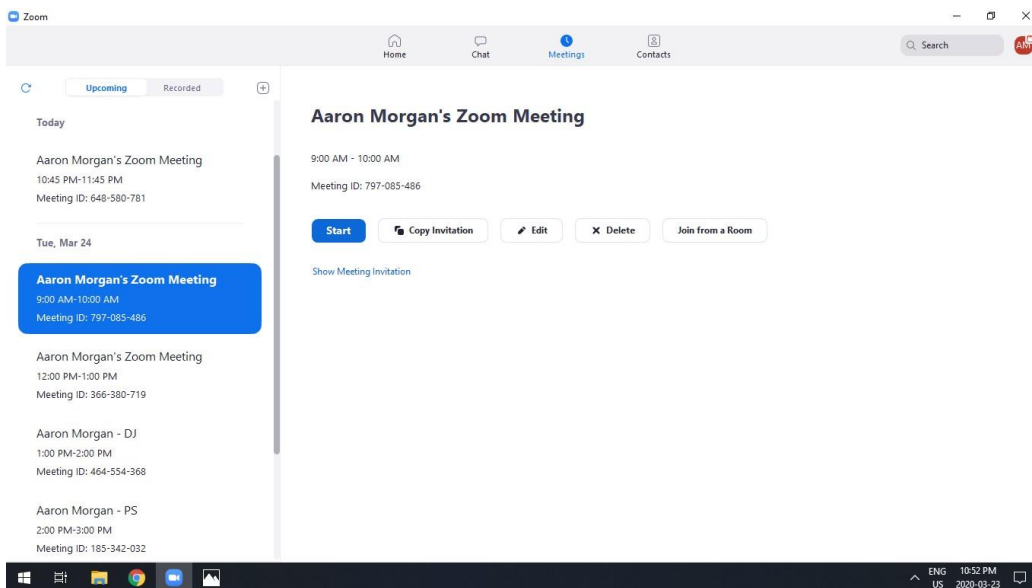 Zoom
Home
Chat
Meetings
Contacts
Search
AM
Upcoming
Recorded
Today
Aaron Morgan's Zoom Meeting
10:45 PM-11:45 PM
Meeting ID: 648-580-781
Tue, Mar 24
Aaron Morgan's Zoom Meeting
9:00 AM-10:00 AM
Meeting ID: 797-085-486
Aaron Morgan's Zoom Meeting
12:00 PM-1:00 PM
Meeting ID: 366-380-719
Aaron Morgan - DJ
1:00 PM-2:00 PM
Meeting ID: 464-554-368
Aaron Morgan - PS
2:00 PM-3:00 PM
Meeting ID: 185-342-032
Aaron Morgan's Zoom Meeting
9:00 AM - 10:00 AM
Meeting ID: 797-085-486
Start
Copy Invitation
Edit
Delete
Join from a Room
Show Meeting Invitation
ENG
US
10:52 PM
2020-03-23